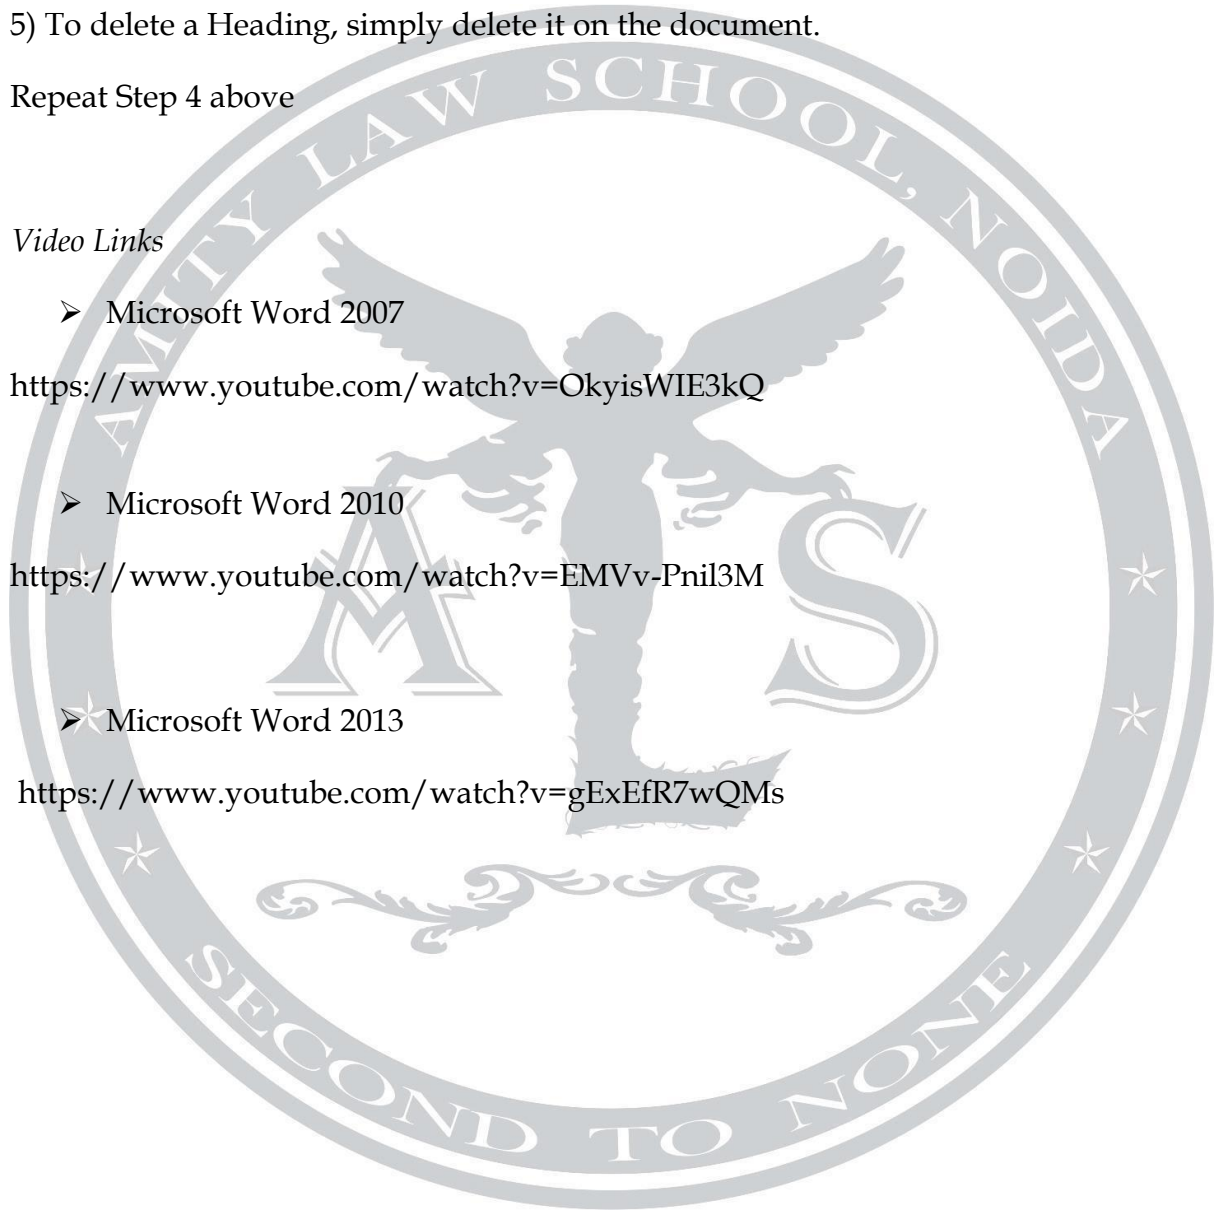 5) To delete a Heading, simply delete it on the document.
Repeat Step 4 above
Video Links
➤ Microsoft Word 2007
https://www.youtube.com/watch?v=OkyisWIE3kQ
➤ Microsoft Word 2010
https://www.youtube.com/watch?v=EMVv-Pnil3M
➤ Microsoft Word 2013
https://www.youtube.com/watch?v=gExEfR7wQMs
AMITY LAW SCHOOL, NOIDA
ALS
SECOND TO NONE